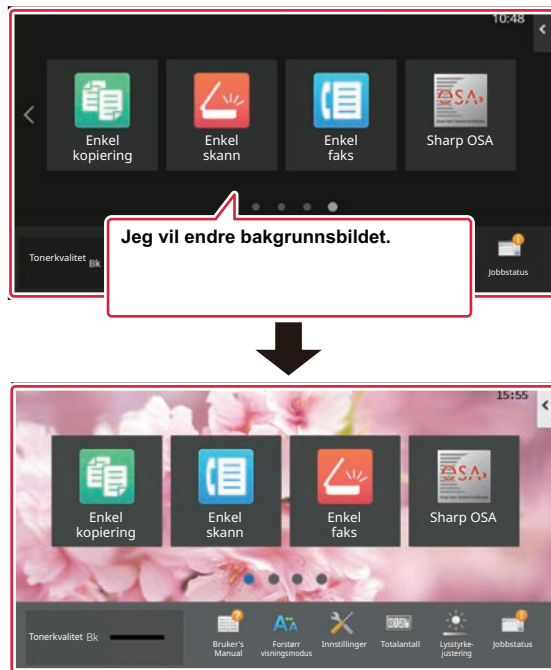 10:48
Enkel
kopiering
Enkel
skann
Enkel
faks
OSA
Sharp OSA
Jeg vil endre bakgrunnsbildet.
Tonerkvalitet Bk
Jobbstatus
15:55
Enkel
kopiering
Enkel
skann
Enkel
faks
OSA
Sharp OSA
Tonerkvalitet Bk
Bruker's
Manual
Forstørr
visningsmodus
Innstillinger
Totalantall
Lysstyrke-
justering
Jobbstatus